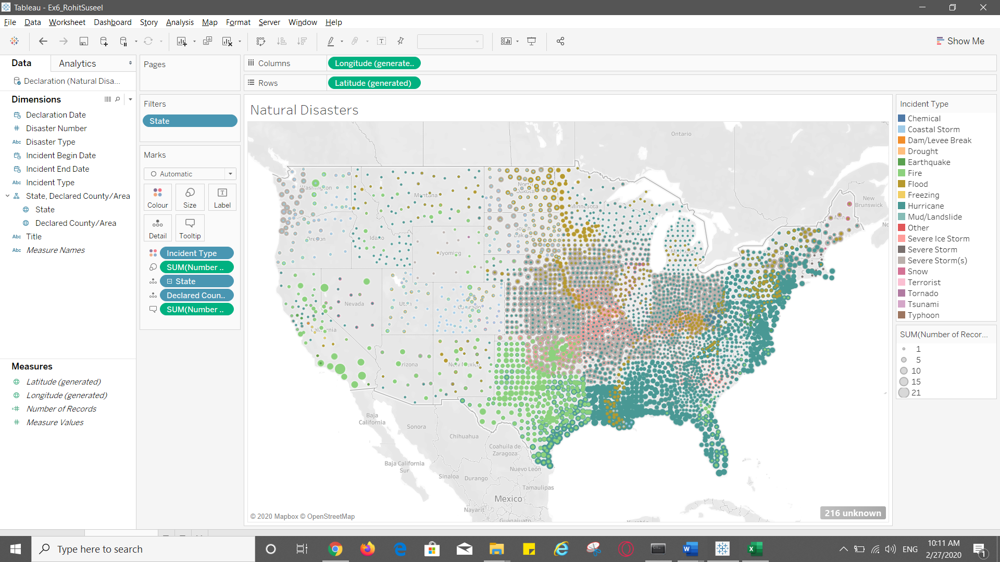 Tableau - Ex6_RohitSuseel
File Data Worksheet Dashboard Story Analysis Map Format Server Window Help
Show Me
Data Analytics
Declaration (Natural Disa...
Dimensions
Declaration Date
Disaster Number
Abc Disaster Type
Incident Begin Date
Incident End Date
Abc Incident Type
State, Declared County/Area
State
Declared County/Area
Abc Title
Abc Measure Names
Measures
Latitude (generated)
Longitude (generated)
Number of Records
Measure Values
Pages
Filters
State
Marks
Automatic
Colour Size Label
Detail Tooltip
Incident Type
SUM(Number ..
State
Declared Coun..
SUM(Number ..
Columns Longitude (generate..
Rows Latitude (generated)
Natural Disasters
Ontario
New Brunswick
Washington
Montana
North Dakota
Minnesota
Oregon
Idaho
Wyoming
Wisconsin
Nevada
Utah
Colorado
New Mexico
Baja California
Sonora
Chihuahua
Coahuila de Zaragoza
Baja California Sur
Nuevo León
Sinaloa
Durango
Tamaulipas
Mexico
Nayarit
Guanajuato
Yucatán
© 2020 Mapbox © OpenStreetMap
216 unknown
Incident Type
Chemical
Coastal Storm
Dam/Levee Break
Drought
Earthquake
Fire
Flood
Freezing
Hurricane
Mud/Landslide
Other
Severe Ice Storm
Severe Storm
Severe Storm(s)
Snow
Terrorist
Tornado
Tsunami
Typhoon
SUM(Number of Recor...
1
5
10
15
21
Type here to search
ENG
10:11 AM
2/27/2020
1